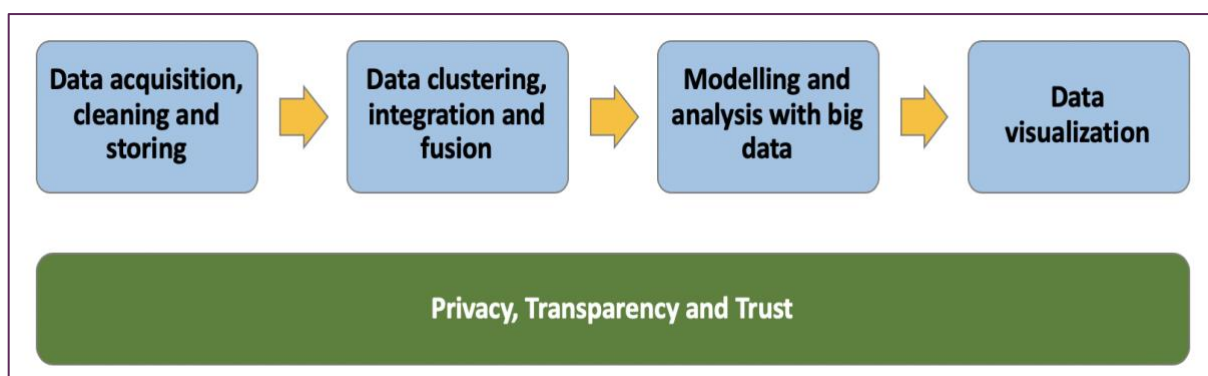 Data acquisition,
cleaning and
storing
Data clustering,
integration and
fusion
Modelling and
analysis with big
data
Data
visualization
Privacy, Transparency and Trust